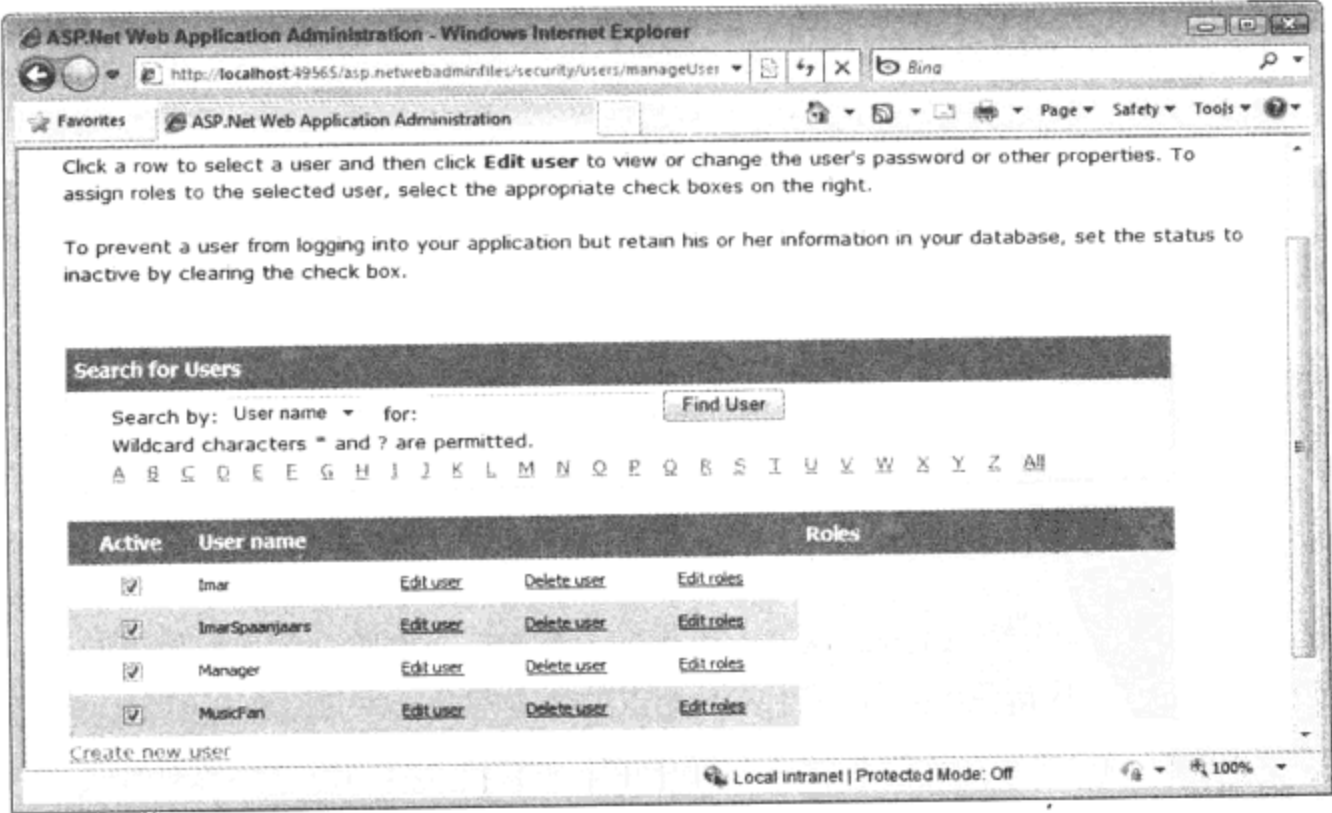 ASP.Net Web Application Administration - Windows Internet Explorer
http://localhost:49565/asp.netwebadminfiles/security/users/manageUser
Bing
Favorites ASP.Net Web Application Administration Page Safety Tools
Click a row to select a user and then click Edit user to view or change the user's password or other properties. To
assign roles to the selected user, select the appropriate check boxes on the right.
To prevent a user from logging into your application but retain his or her information in your database, set the status to
inactive by clearing the check box.
Search for Users
Search by: User name for: Find User
Wildcard characters * and ? are permitted.
A B C D E F G H I J K L M N O P Q R S T U V W X Y Z All
Active User name Roles
Imar Edit user Delete user Edit roles
ImarSpaanjaars Edit user Delete user Edit roles
Manager Edit user Delete user Edit roles
MusicFan Edit user Delete user Edit roles
Create new user
Local intranet | Protected Mode: Off 100%